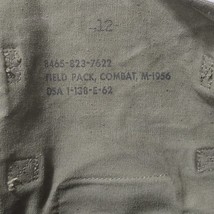 12
8465-823-7622
FIELD PACK, COMBAT, M-1956
DSA 1-138-E-62